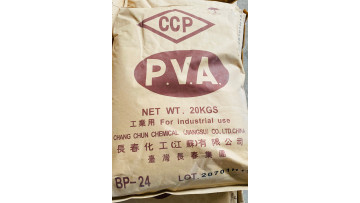 CCP
P.V.A.
NET WT. 20KGS
工業用 For industrial use
CHANG CHUN CHEMICAL (JIANGSU) CO., LTD. CHINA
長春化工(江蘇)有限公司
臺灣長春集團
BP-24 LOT 20701